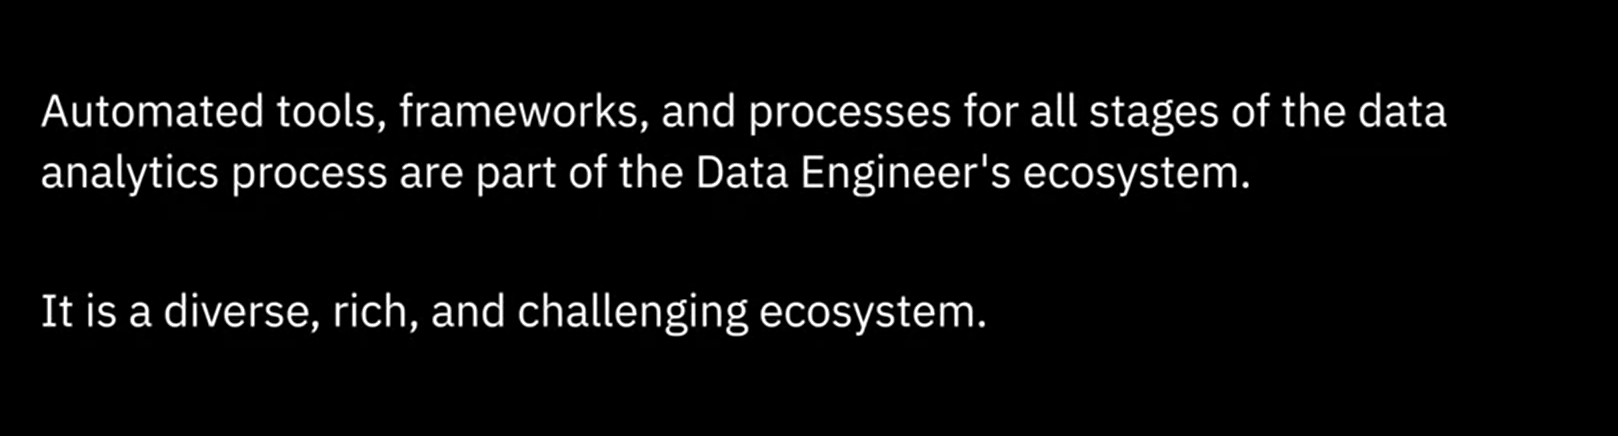 Automated tools, frameworks, and processes for all stages of the data
analytics process are part of the Data Engineer's ecosystem.
It is a diverse, rich, and challenging ecosystem.